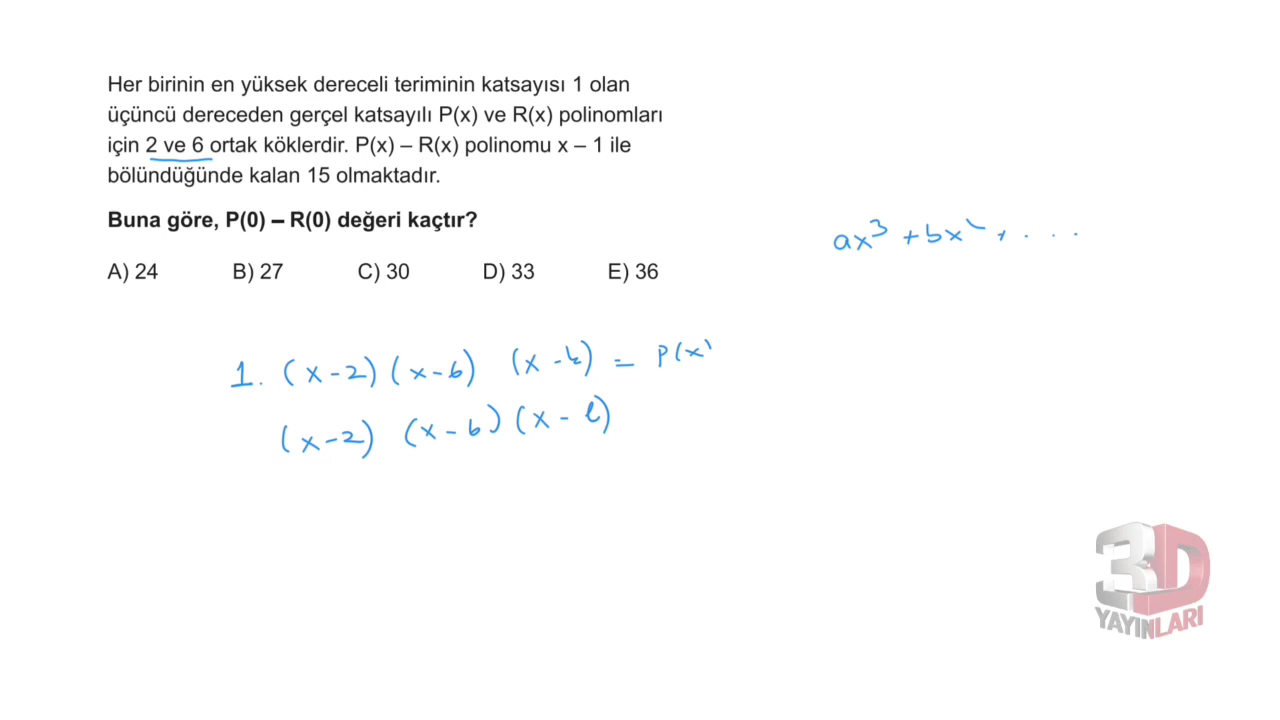 Her birinin en yüksek dereceli teriminin katsayısı 1 olan
üçüncü dereceden gerçel katsayılı P(x) ve R(x) polinomları
için 2 ve 6 ortak köklerdir. P(x) – R(x) polinomu x – 1 ile
bölündüğünde kalan 15 olmaktadır.
Buna göre, P(0) – R(0) değeri kaçtır?
A) 24 B) 27 C) 30 D) 33 E) 36
ax³ + bx² + . . .
1. (x-2) (x-6) (x-k) = P(x)
(x-2) (x-6) (x-l)
3D
YAYINLARI